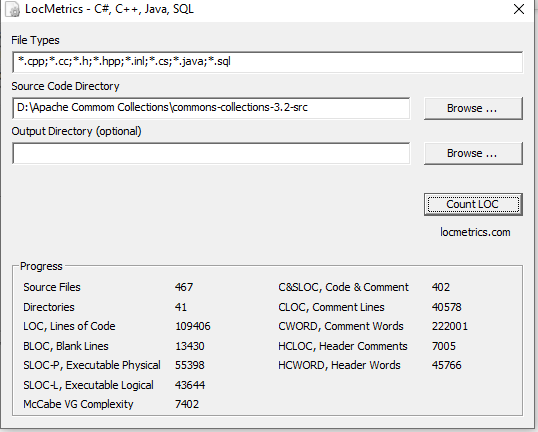 LocMetrics - C#, C++, Java, SQL
File Types
*.cpp;*.cc;*.h;*.hpp;*.inl;*.cs;*.java;*.sql
Source Code Directory
D:\Apache Commom Collections\commons-collections-3.2-src
Browse ...
Output Directory (optional)
Browse ...
Count LOC
locmetrics.com
Progress
Source Files 467 C&SLOC, Code & Comment 402
Directories 41 CLOC, Comment Lines 40578
LOC, Lines of Code 109406 CWORD, Comment Words 222001
BLOC, Blank Lines 13430 HCLOC, Header Comments 7005
SLOC-P, Executable Physical 55398 HCWORD, Header Words 45766
SLOC-L, Executable Logical 43644
McCabe VG Complexity 7402